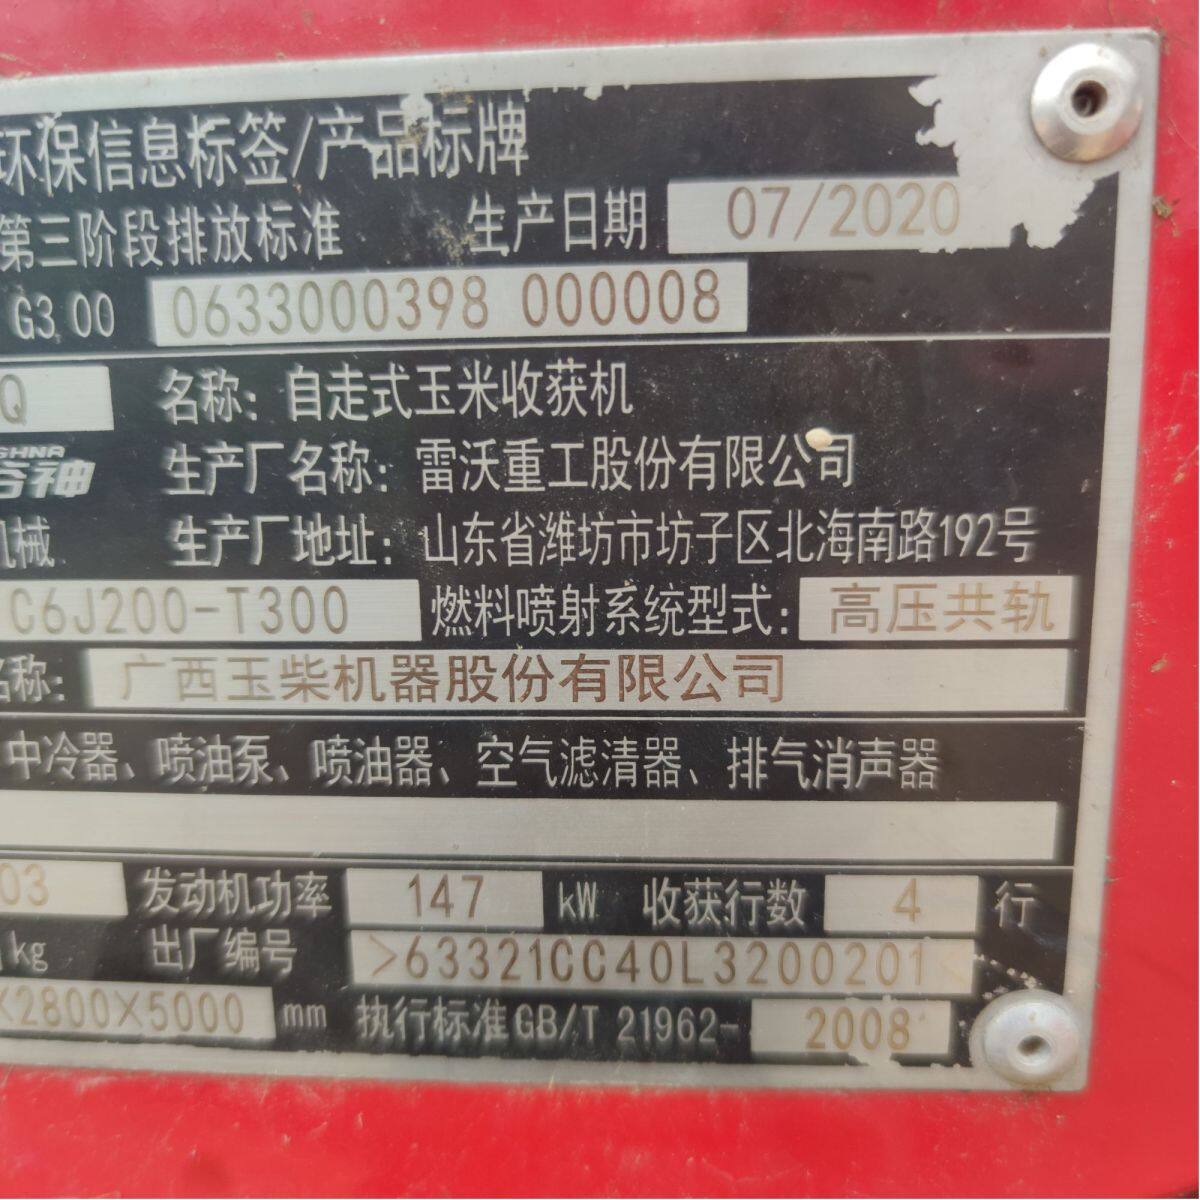 环保信息标签/产品标牌
第三阶段排放标准 生产日期 07/2020
G3 00 0633000398 000008
Q 名称: 自走式玉米收获机
GHNA
谷神 生产厂名称: 雷沃重工股份有限公司
机械 生产厂地址: 山东省潍坊市坊子区北海南路192号
C6J200-T300 燃料喷射系统型式: 高压共轨
名称: 广西玉柴机器股份有限公司
中冷器、喷油泵、喷油器、空气滤清器、排气消声器
03 发动机功率 147 kW 收获行数 4 行
kg 出厂编号 >63321CC40L3200201<
X2800X5000 mm 执行标准GB/T 21962- 2008